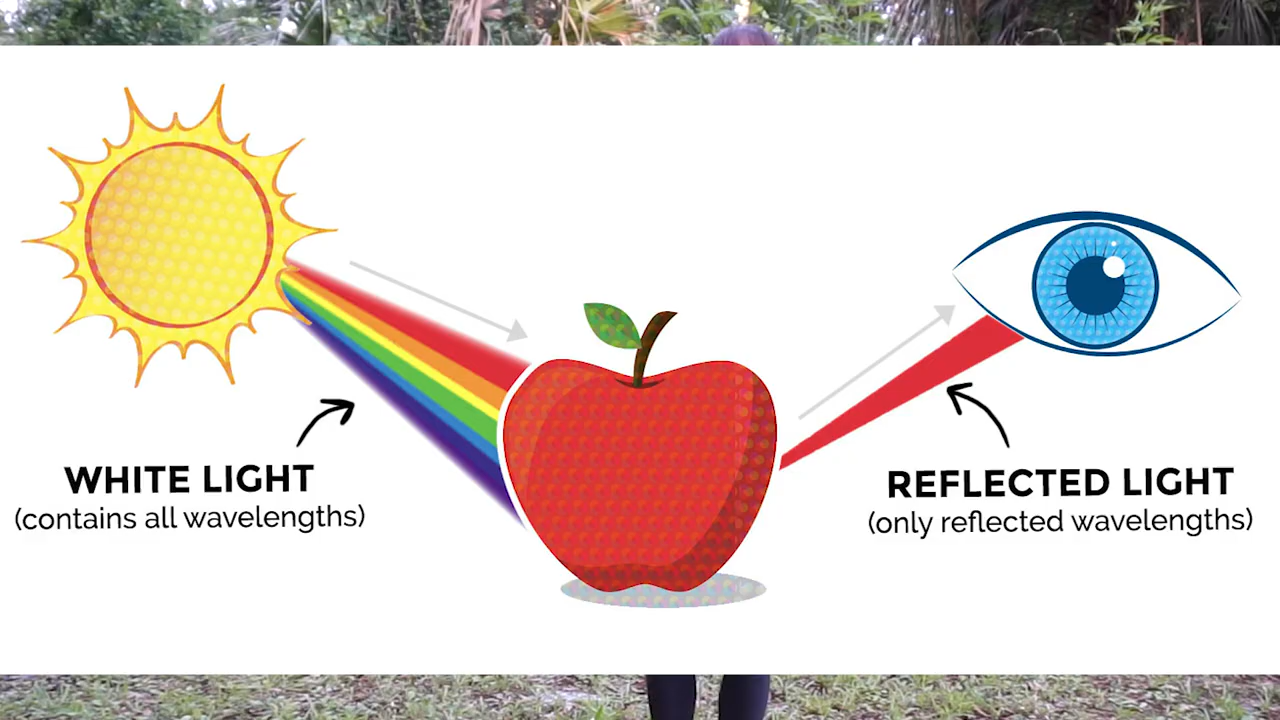 WHITE LIGHT
(contains all wavelengths)
REFLECTED LIGHT
(only reflected wavelengths)